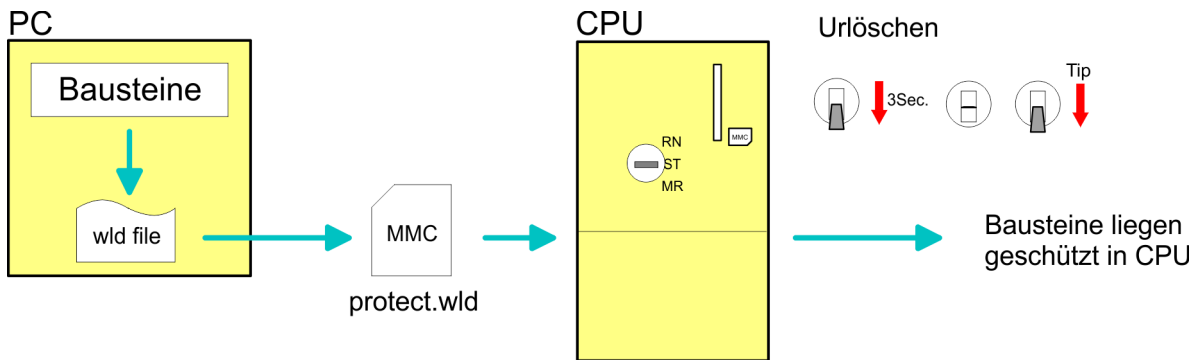 PC
Bausteine
wld file
MMC
protect.wld
CPU
MMC
RN
ST
MR
Urlöschen
3Sec.
Tip
Bausteine liegen
geschützt in CPU